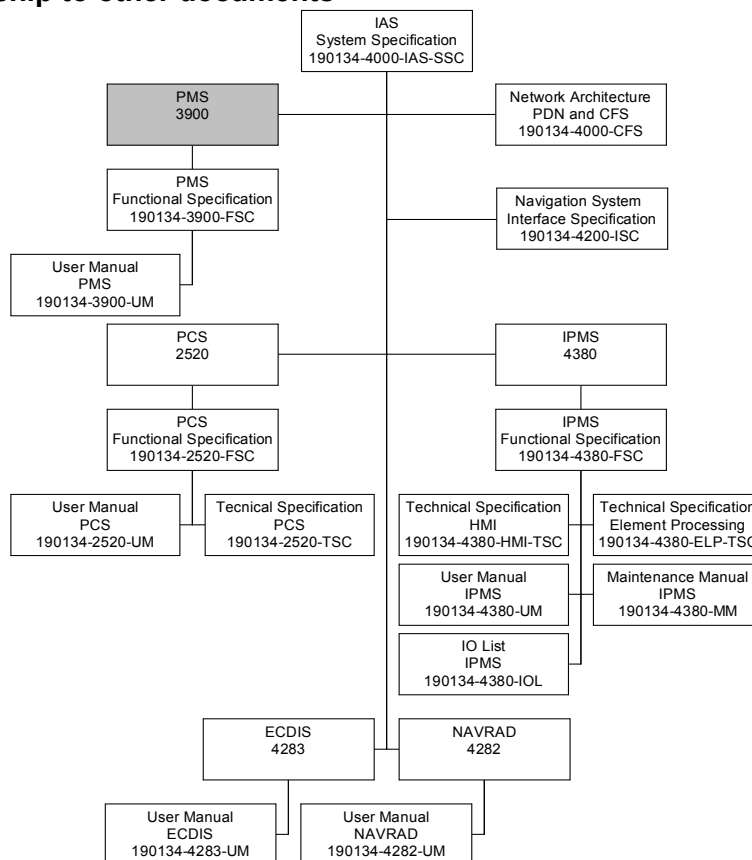 ship to other documents
IAS
System Specification
190134-4000-IAS-SSC
PMS
3900
Network Architecture
PDN and CFS
190134-4000-CFS
PMS
Functional Specification
190134-3900-FSC
Navigation System
Interface Specification
190134-4200-ISC
User Manual
PMS
190134-3900-UM
PCS
2520
IPMS
4380
PCS
Functional Specification
190134-2520-FSC
IPMS
Functional Specification
190134-4380-FSC
User Manual
PCS
190134-2520-UM
Tecnical Specification
PCS
190134-2520-TSC
Technical Specification
HMI
190134-4380-HMI-TSC
Technical Specification
Element Processing
190134-4380-ELP-TSC
User Manual
IPMS
190134-4380-UM
Maintenance Manual
IPMS
190134-4380-MM
IO List
IPMS
190134-4380-IOL
ECDIS
4283
NAVRAD
4282
User Manual
ECDIS
190134-4283-UM
User Manual
NAVRAD
190134-4282-UM